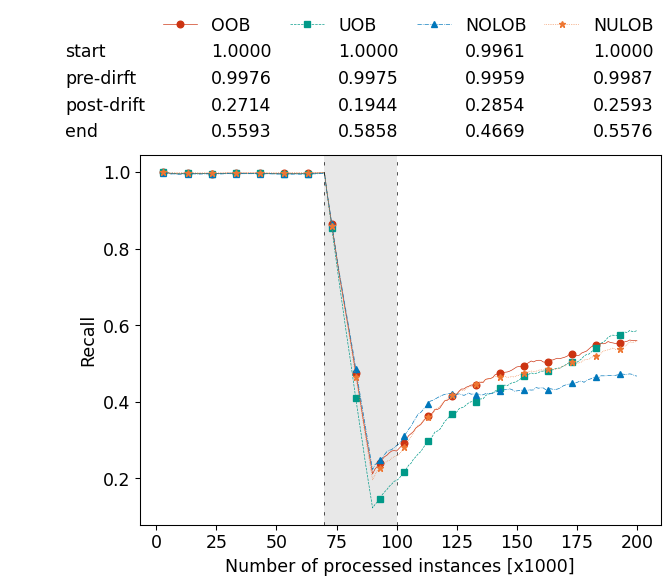 OOB UOB NOLOB NULOB
start 1.0000 1.0000 0.9961 1.0000
pre-dirft 0.9976 0.9975 0.9959 0.9987
post-drift 0.2714 0.1944 0.2854 0.2593
end 0.5593 0.5858 0.4669 0.5576
1.0
0.8
0.6
0.4
0.2
Recall
0 25 50 75 100 125 150 175 200
Number of processed instances [x1000]